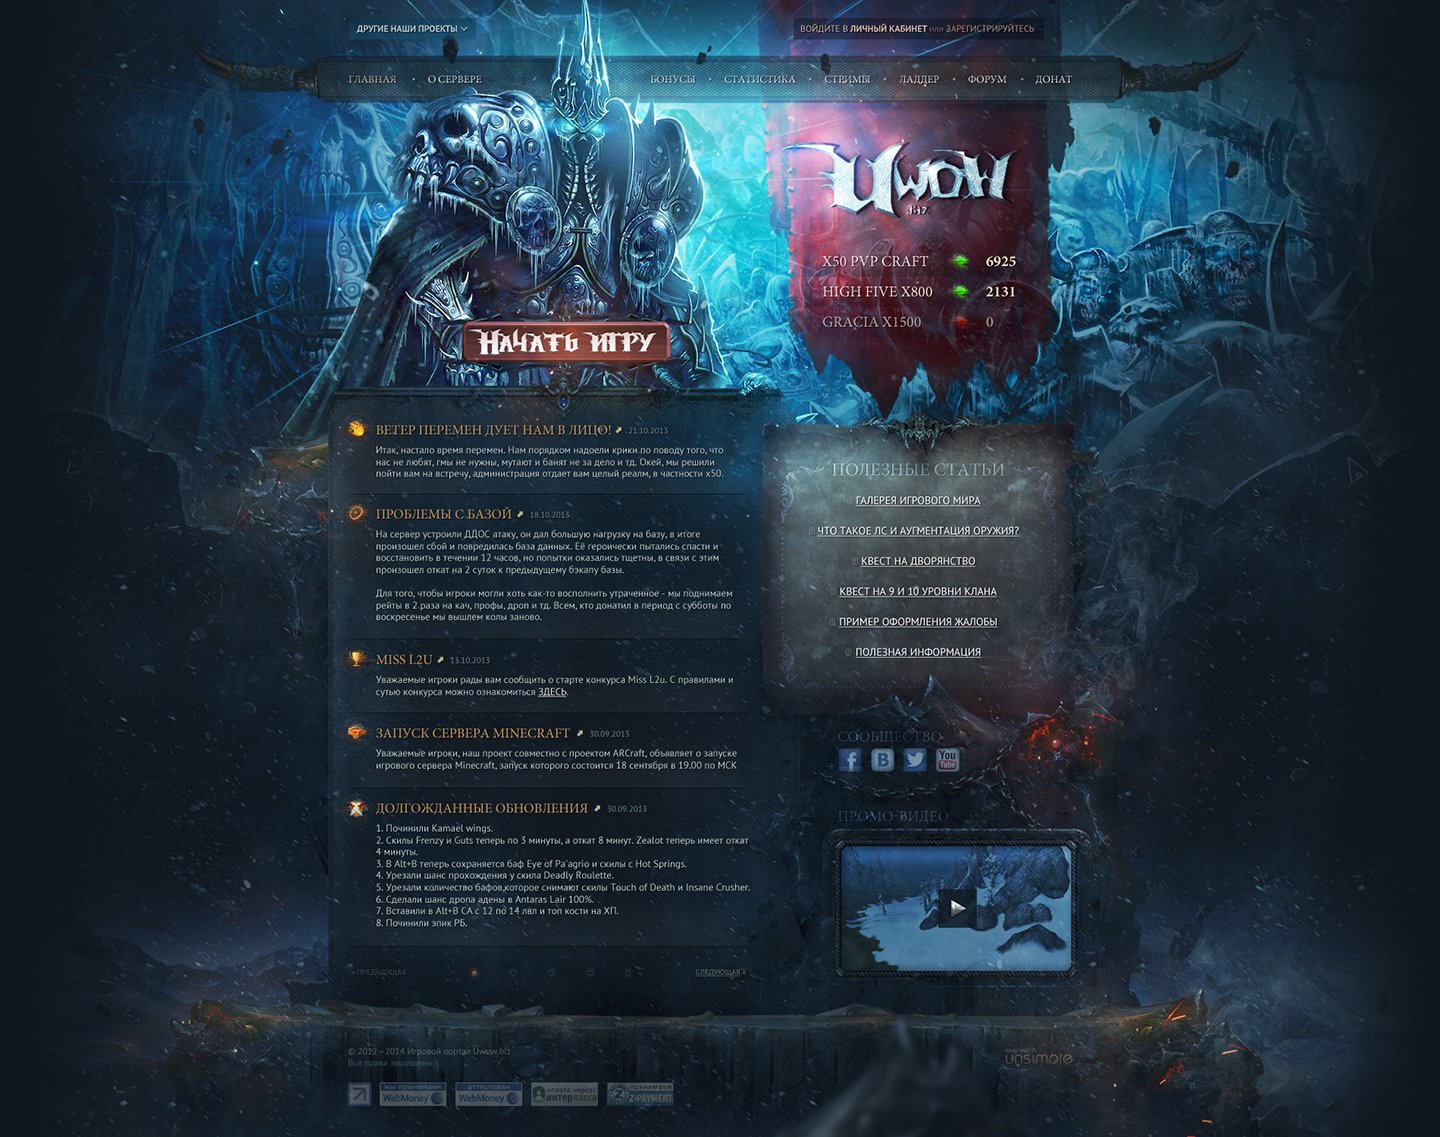 ДРУГИЕ НАШИ ПРОЕКТЫ
ВОЙДИТЕ В ЛИЧНЫЙ КАБИНЕТ или ЗАРЕГИСТРИРУЙТЕСЬ
ГЛАВНАЯ • О СЕРВЕРЕ
БОНУСЫ • СТАТИСТИКА • СТРИМЫ • ЛАДДЕР • ФОРУМ • ДОНАТ
UWOW
.BIZ
X50 PVP CRAFT 6925
HIGH FIVE X800 2131
GRACIA X1500 0
НАЧАТЬ ИГРУ
ВЕТЕР ПЕРЕМЕН ДУЕТ НАМ В ЛИЦО! 21.10.2013
Итак, настало время перемен. Нам порядком надоели крики по поводу того, что
нас не любят, гмы не нужны, мутают и банят не за дело и тд. Окей, мы решили
пойти вам на встречу, администрация отдает вам целый реалм, в частности x50.
ПРОБЛЕМЫ С БАЗОЙ 18.10.2013
На сервер устроили ДДОС атаку, он дал большую нагрузку на базу, в итоге
произошел сбой и повредилась база данных. Её героически пытались спасти и
восстановить в течении 12 часов, но попытки оказались тщетны, в связи с этим
произошел откат на 2 суток к предыдущему бэкапу базы.
Для того, чтобы игроки могли хоть как-то восполнить утраченное - мы поднимаем
рейты в 2 раза на кач, профы, дроп и тд. Всем, кто донатил в период с субботы по
воскресенье мы вышлем колы заново.
MISS L2U 13.10.2013
Уважаемые игроки рады вам сообщить о старте конкурса Miss L2u. С правилами и
сутью конкурса можно ознакомиться ЗДЕСЬ.
ЗАПУСК СЕРВЕРА MINECRAFT 30.09.2013
Уважаемые игроки, наш проект совместно с проектом ARCraft, объявляет о запуске
игрового сервера Minecraft, запуск которого состоится 18 сентября в 19.00 по МСК
ДОЛГОЖДАННЫЕ ОБНОВЛЕНИЯ 30.09.2013
1. Починили Kamael wings.
2. Скилы Frenzy и Guts теперь по 3 минуты, а откат 8 минут. Zealot теперь имеет откат
4 минуты.
3. В Alt+B теперь сохраняется баф Eye of Pa'agrio и скилы с Hot Springs.
4. Урезали шанс прохождения у скила Deadly Roulette.
5. Урезали количество бафов,которое снимают скилы Touch of Death и Insane Crusher.
6. Сделали шанс дропа адены в Antaras Lair 100%.
7. Вставили в Alt+B СА с 12 по 14 лвл и топ кости на ХП.
8. Починили эпик РБ.
« ПРЕДЫДУЩАЯ
СЛЕДУЮЩАЯ »
ПОЛЕЗНЫЕ СТАТЬИ
ГАЛЕРЕЯ ИГРОВОГО МИРА
ЧТО ТАКОЕ ЛС И АУГМЕНТАЦИЯ ОРУЖИЯ?
КВЕСТ НА ДВОРЯНСТВО
КВЕСТ НА 9 И 10 УРОВНИ КЛАНА
ПРИМЕР ОФОРМЛЕНИЯ ЖАЛОБЫ
ПОЛЕЗНАЯ ИНФОРМАЦИЯ
СООБЩЕСТВО
f B You Tube
ПРОМО-ВИДЕО
© 2012—2014 Игровой портал Uwow.biz
Все права защищены.
unsimple
мы принимаем WebMoney
аттестован WebMoney
оплата через: интеркасса
принимаем Z-PAYMENT